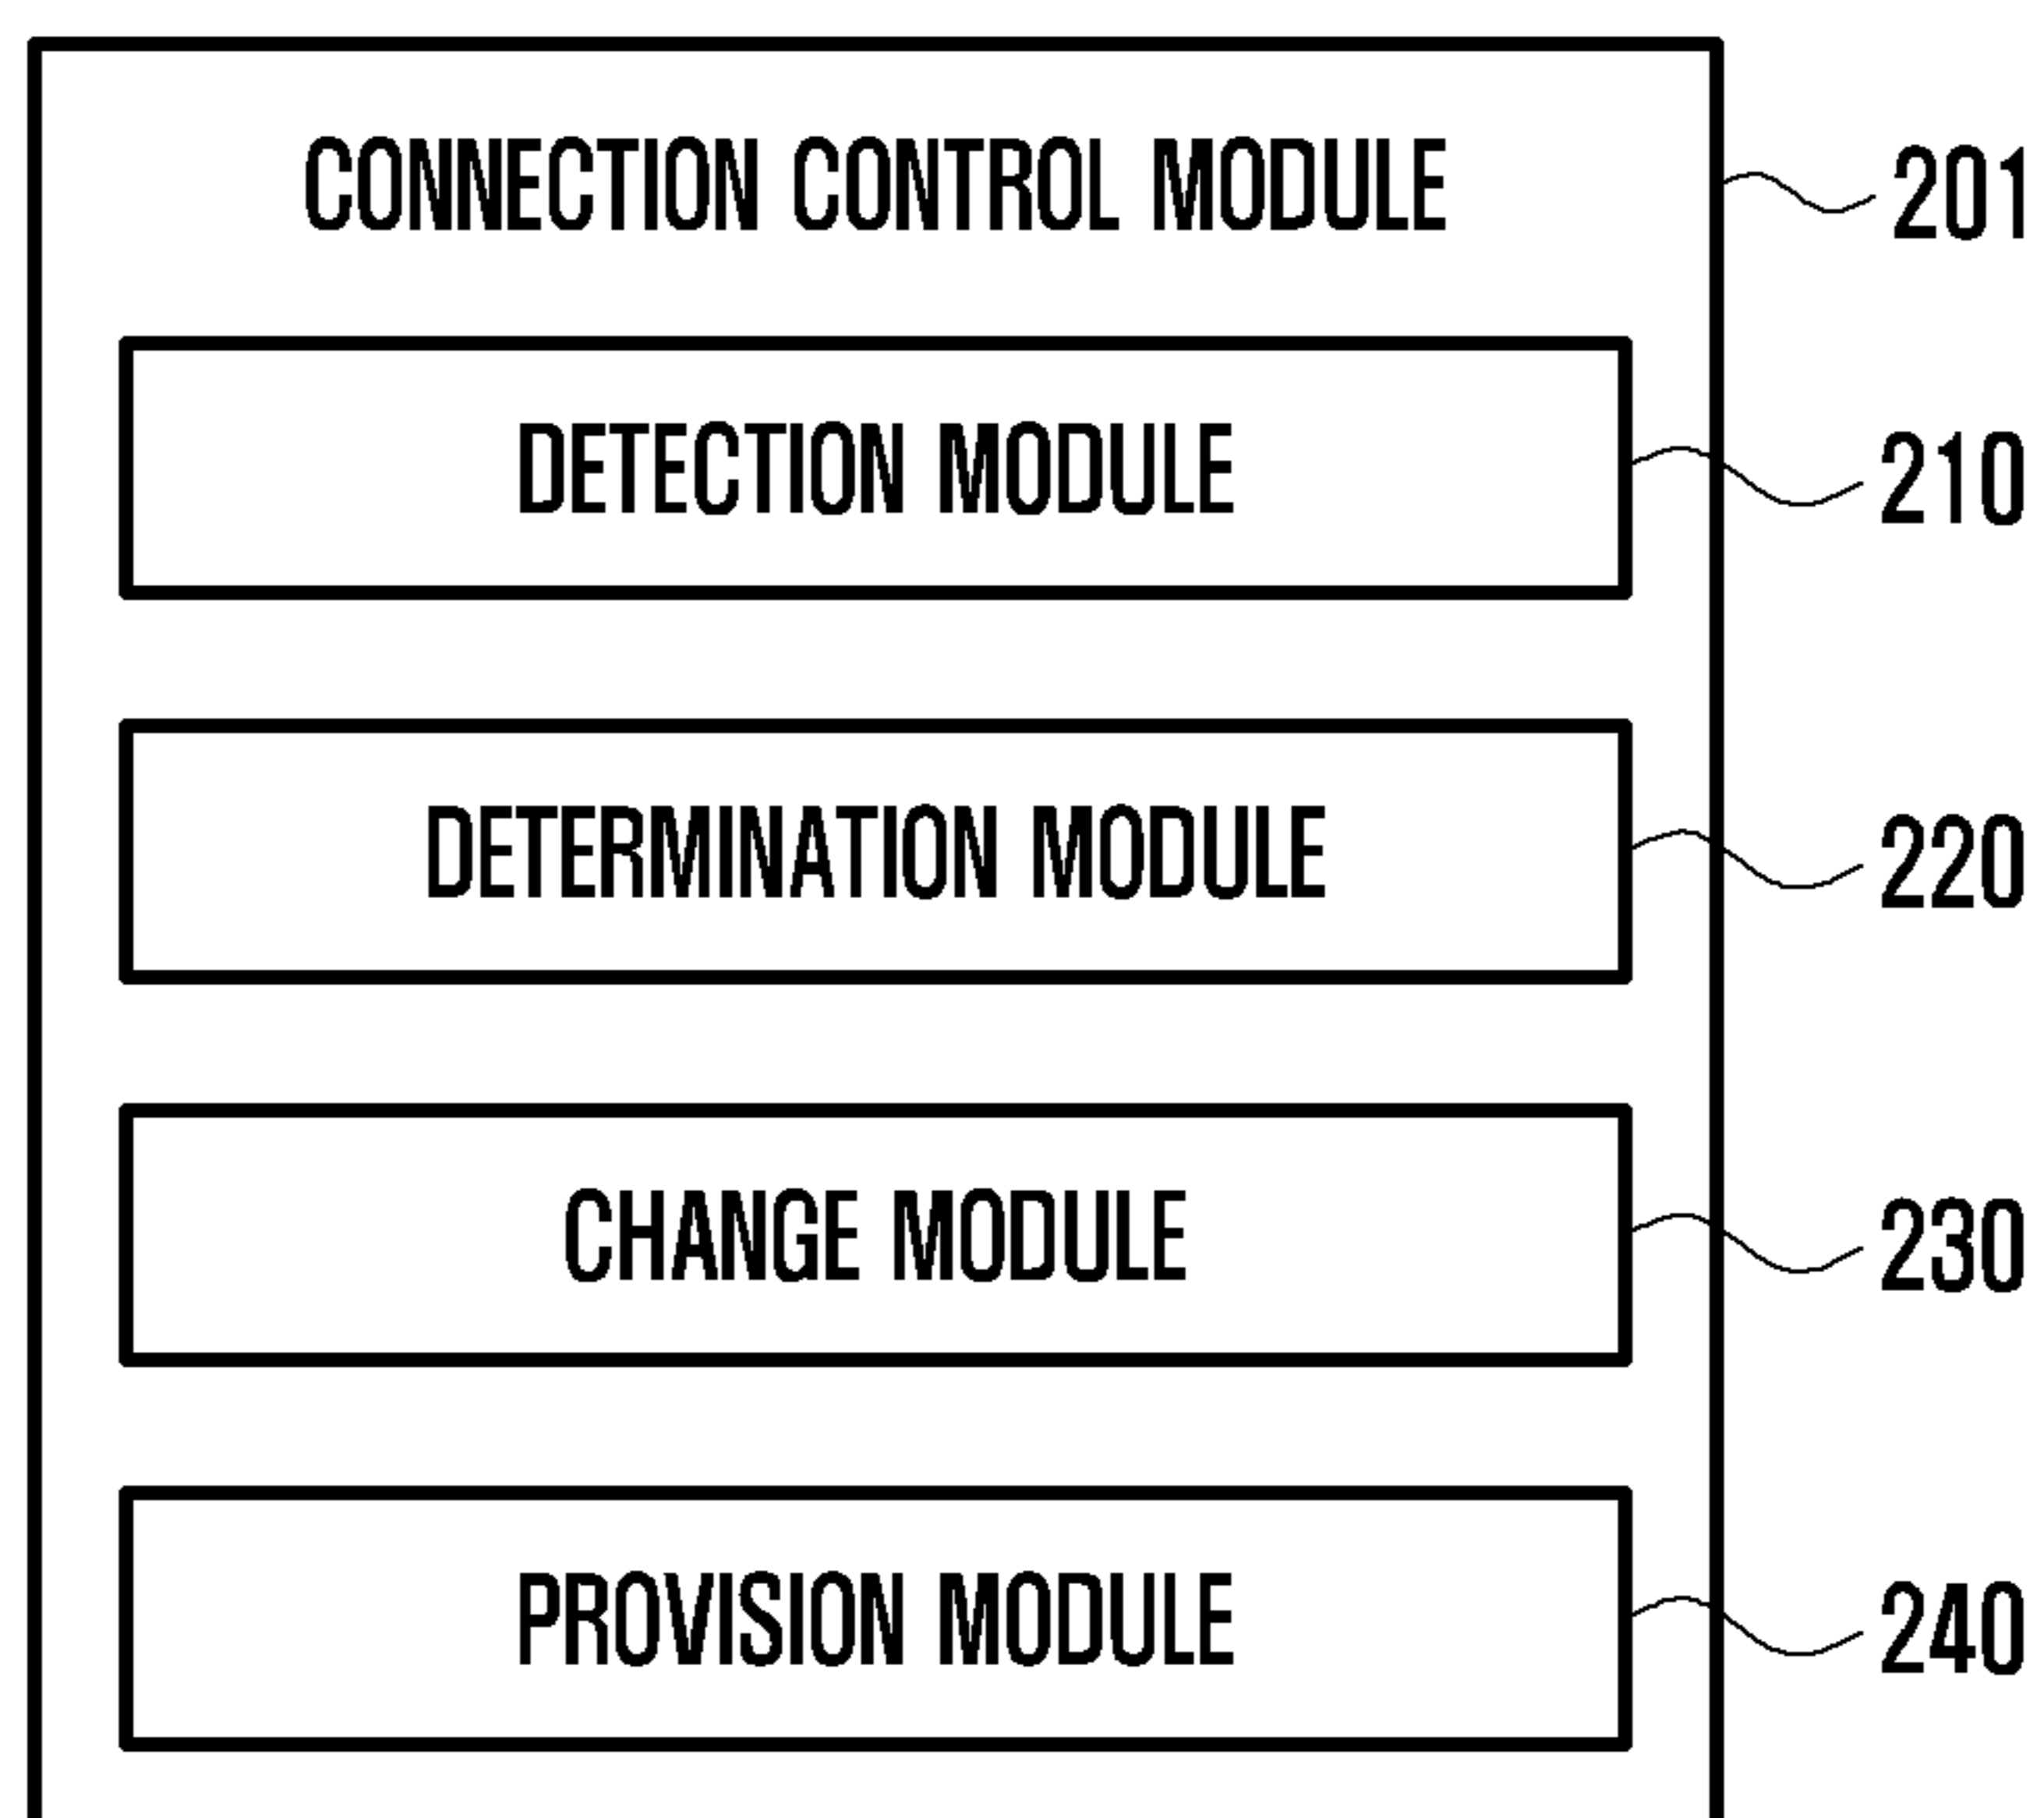 CONNECTION CONTROL MODULE 201
DETECTION MODULE 210
DETERMINATION MODULE 220
CHANGE MODULE 230
PROVISION MODULE 240